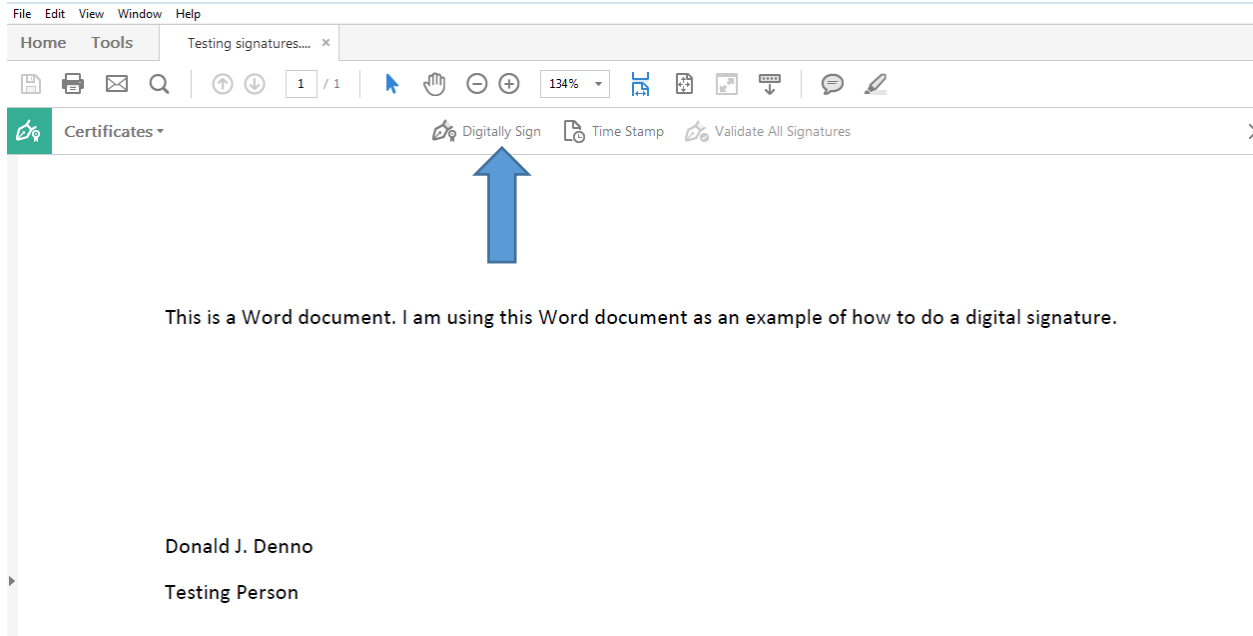 File Edit View Window Help
Home Tools Testing signatures.... ×
1 / 1 134%
Certificates Digitally Sign Time Stamp Validate All Signatures
This is a Word document. I am using this Word document as an example of how to do a digital signature.
Donald J. Denno
Testing Person